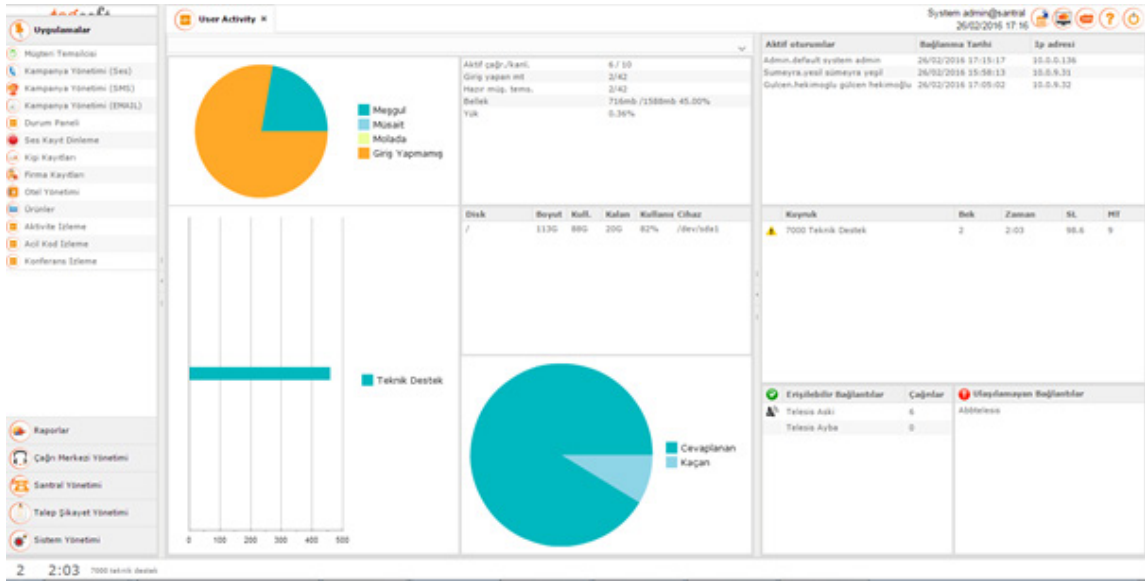 Uygulamalar
Müşteri Temsilcisi
Kampanya Yönetimi (Ses)
Kampanya Yönetimi (SMS)
Kampanya Yönetimi (EMAIL)
Durum Paneli
Ses Kayıt Dinleme
Kişi Kayıtları
Firma Kayıtları
Otel Yönetimi
Ürünler
Aktivite İzleme
Acil Kod İzleme
Konferans İzleme
Raporlar
Çağrı Merkezi Yönetimi
Santral Yönetimi
Talep Şikayet Yönetimi
Sistem Yönetimi
User Activity ×
System admin@santral
26/02/2016 17:16
Meşgul
Müsait
Molada
Giriş Yapmamış
Aktif çağr./kanl. 6 / 10
Giriş yapan mt 2/42
Hazır müş. tems. 2/42
Bellek 716mb /1588mb 45.00%
Yük 0.36%
Aktif oturumlar Bağlanma Tarihi Ip adresi
Admin.default system admin 26/02/2016 17:15:17 10.0.0.136
Sumeyra.yesil sümeyra yeşil 26/02/2016 15:58:13 10.0.9.31
Gulcen.hekimoglu gülcen hekimoğlu 26/02/2016 17:05:02 10.0.9.32
Teknik Destek
0 100 200 300 400 500
Disk Boyut Kull. Kalan Kullanı Cihaz
/ 113G 88G 20G 82% /dev/sda1
Cevaplanan
Kaçan
Kuyruk Bek Zaman SL MT
7000 Teknik Destek 2 2:03 98.6 9
Erişilebilir Bağlantılar Çağrılar
Telesis Aski 6
Telesis Ayba 0
Ulaşılamayan Bağlantılar
Abbtelesis
2 2:03 7000 teknik destek